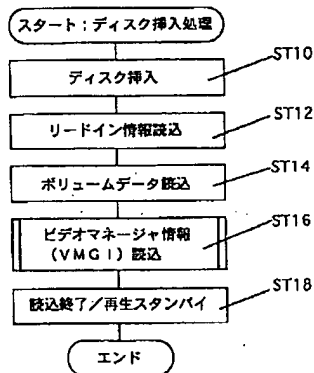 スタート：ディスク挿入処理
ST10
ディスク挿入
ST12
リードイン情報読込
ST14
ボリュームデータ読込
ST16
ビデオマネージャ情報
（VMGI）読込
ST18
読込終了／再生スタンバイ
エンド